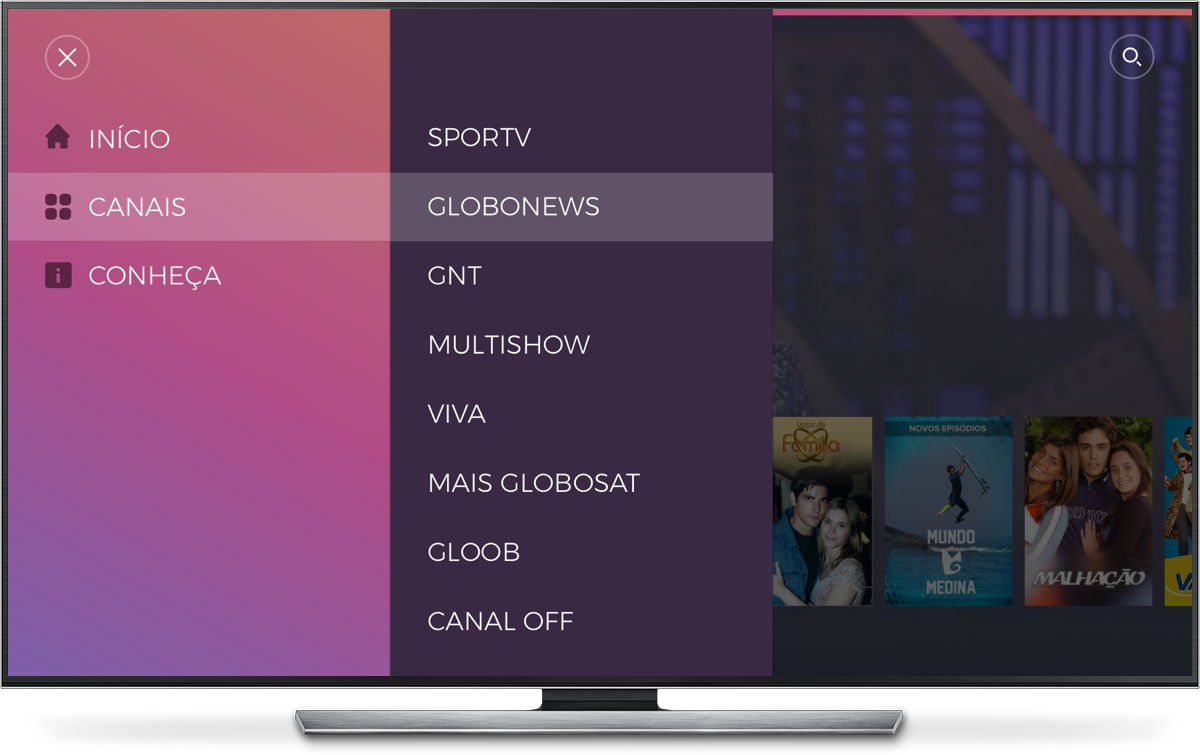 INÍCIO
CANAIS
CONHEÇA
SPORTV
GLOBONEWS
GNT
MULTISHOW
VIVA
MAIS GLOBOSAT
GLOOB
CANAL OFF
Laços de
Família
NOVOS EPISÓDIOS
MUNDO
MEDINA
MALHAÇÃO